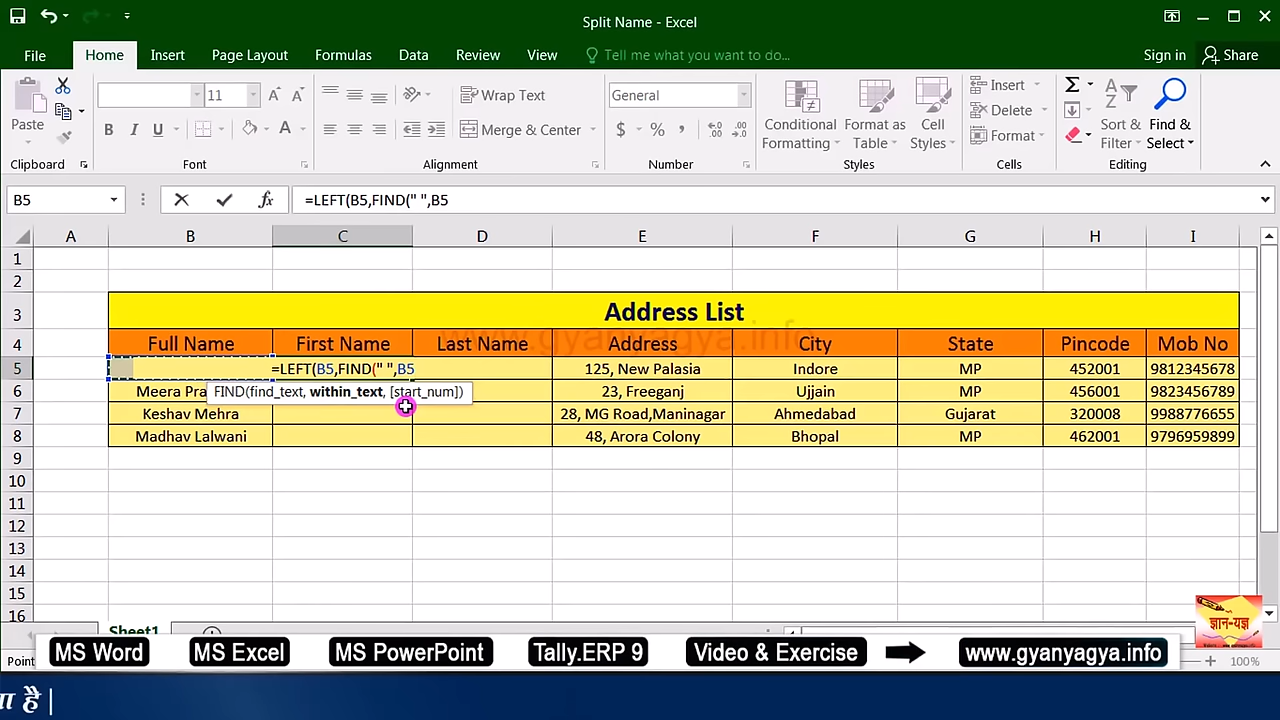 Split Name - Excel
File Home Insert Page Layout Formulas Data Review View Tell me what you want to do... Sign in Share
Paste 11 Wrap Text General Conditional Formatting Format as Table Cell Styles Insert Sort & Filter Find & Select
Merge & Center $ % , Delete
Format
Clipboard Font Alignment Number Styles Cells Editing
B5 fx =LEFT(B5,FIND(" ",B5
A B C D E F G H I
1
2
3 Address List
www.gyanyagya.info
4 Full Name First Name Last Name Address City State Pincode Mob No
5 =LEFT(B5,FIND(" ",B5 125, New Palasia Indore MP 452001 9812345678
6 Meera Pra 23, Freeganj Ujjain MP 456001 9823456789
FIND(find_text, within_text, [start_num])
7 Keshav Mehra 28, MG Road,Maninagar Ahmedabad Gujarat 320008 9988776655
8 Madhav Lalwani 48, Arora Colony Bhopal MP 462001 9796959899
9
10
11
12
13
14
15
16
ज्ञान-यज्ञ
Sheet1
MS Word MS Excel MS PowerPoint Tally.ERP 9 Video & Exercise www.gyanyagya.info
Point 100%
है |